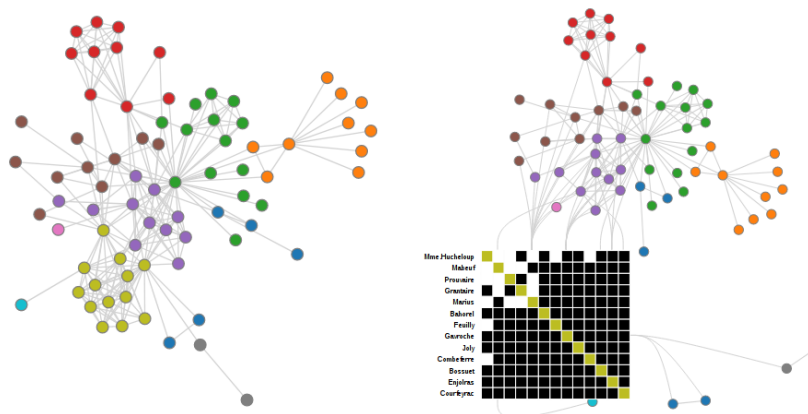 Mme.Hucheloup
Mabeuf
Prouvaire
Grantaire
Marius
Bahorel
Feuilly
Gavroche
Joly
Combeferre
Bossuet
Enjolras
Courfeyrac